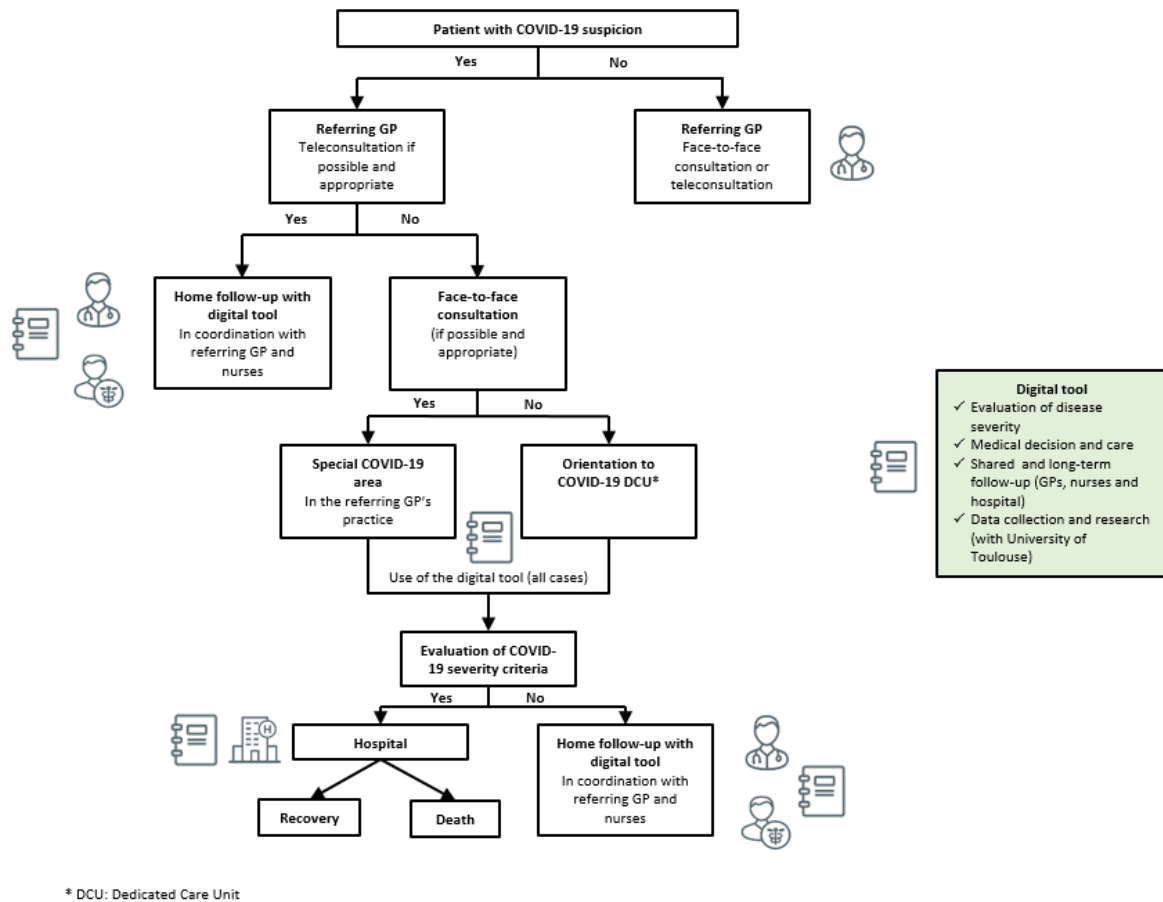 Patient with COVID-19 suspicion
Yes
No
Referring GP
Teleconsultation if
possible and
appropriate
Referring GP
Face-to-face
consultation or
teleconsultation
Yes
No
Home follow-up with
digital tool
In coordination with
referring GP and
nurses
Face-to-face
consultation
(if possible and
appropriate)
Digital tool
✓ Evaluation of disease
severity
✓ Medical decision and care
✓ Shared and long-term
follow-up (GPs, nurses and
hospital)
✓ Data collection and research
(with University of
Toulouse)
Yes
No
Special COVID-19
area
In the referring GP's
practice
Orientation to
COVID-19 DCU*
Use of the digital tool (all cases)
Evaluation of COVID-
19 severity criteria
Yes
No
H
Hospital
Home follow-up with
digital tool
In coordination with
referring GP and
nurses
Recovery
Death
* DCU: Dedicated Care Unit